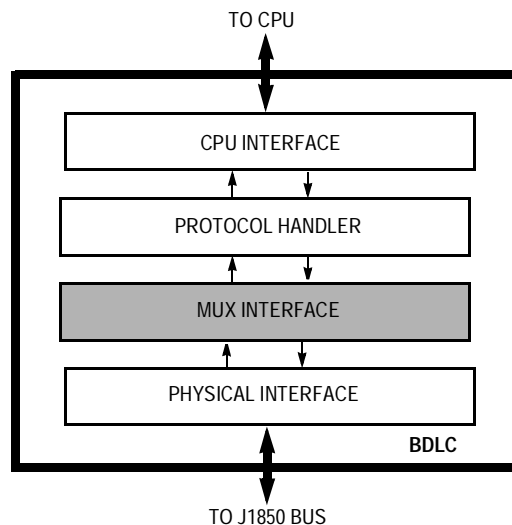 TO CPU
CPU INTERFACE
PROTOCOL HANDLER
MUX INTERFACE
PHYSICAL INTERFACE
BDLC
TO J1850 BUS